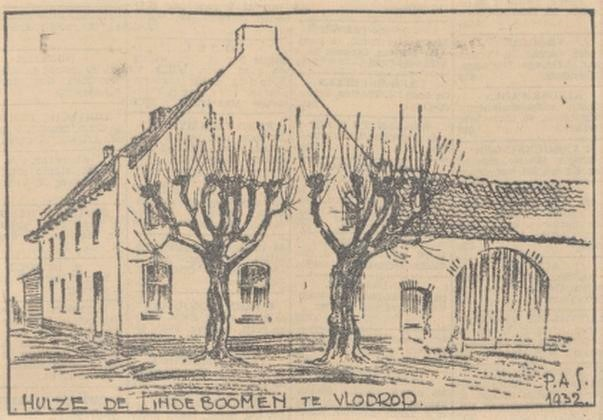 HUIZE DE LINDEBOOMEN TE VLODROP.
P.A.S.
1932.